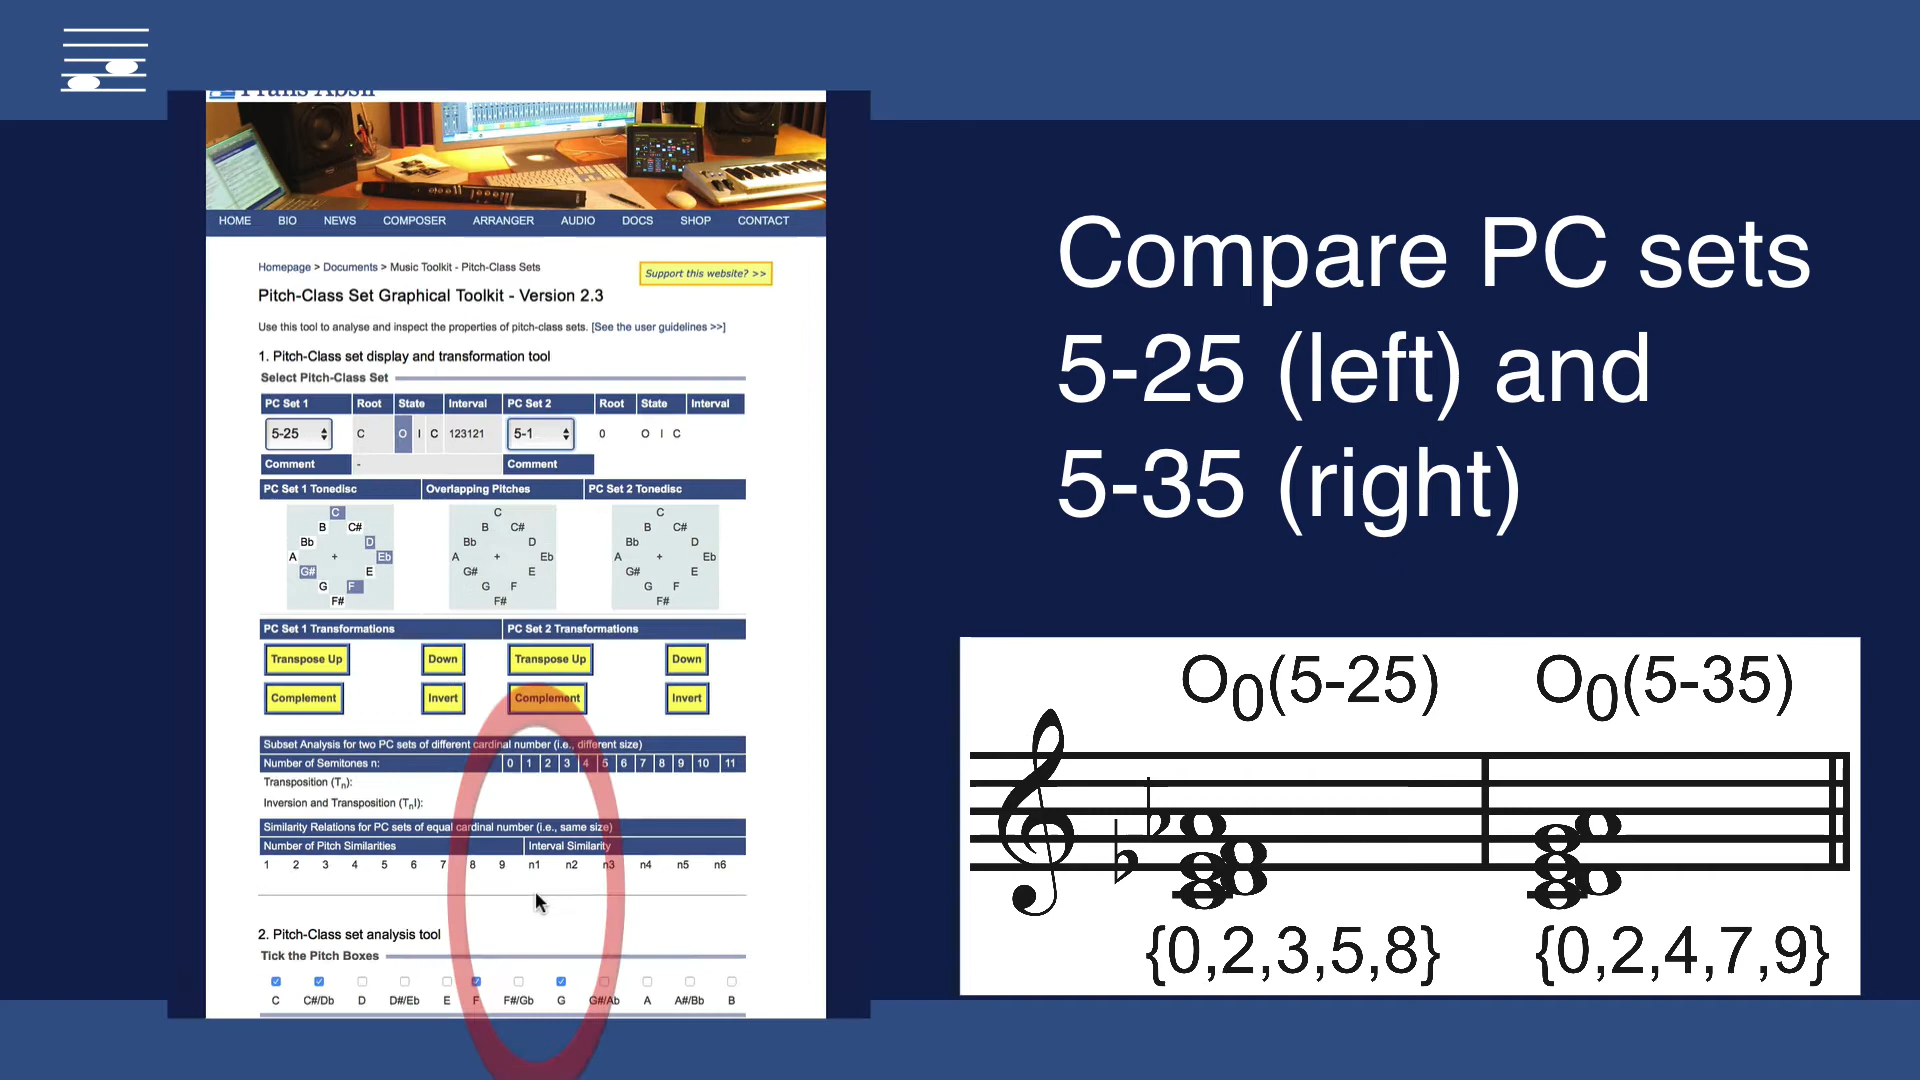 Frans Absil
HOME BIO NEWS COMPOSER ARRANGER AUDIO DOCS SHOP CONTACT
Homepage > Documents > Music Toolkit - Pitch-Class Sets
Support this website? >>
Pitch-Class Set Graphical Toolkit - Version 2.3
Use this tool to analyse and inspect the properties of pitch-class sets. [See the user guidelines >>]
1. Pitch-Class set display and transformation tool
Select Pitch-Class Set
PC Set 1 Root State Interval PC Set 2 Root State Interval
5-25 C O I C 123121 5-1 0 O I C
Comment - Comment
PC Set 1 Tonedisc Overlapping Pitches PC Set 2 Tonedisc
C C C
B C# B C# B C#
Bb D Bb D Bb D
A + Eb A + Eb A + Eb
G# E G# E G# E
G F G F G F
F# F# F#
PC Set 1 Transformations PC Set 2 Transformations
Transpose Up Down Transpose Up Down
Complement Invert Complement Invert
Subset Analysis for two PC sets of different cardinal number (i.e., different size)
Number of Semitones n: 0 1 2 3 4 5 6 7 8 9 10 11
Transposition (Tn):
Inversion and Transposition (TnI):
Similarity Relations for PC sets of equal cardinal number (i.e., same size)
Number of Pitch Similarities Interval Similarity
1 2 3 4 5 6 7 8 9 n1 n2 n3 n4 n5 n6
2. Pitch-Class set analysis tool
Tick the Pitch Boxes
C C#/Db D D#/Eb E F F#/Gb G G#/Ab A A#/Bb B
Compare PC sets
5-25 (left) and
5-35 (right)
O0(5-25) O0(5-35)
{0,2,3,5,8} {0,2,4,7,9}